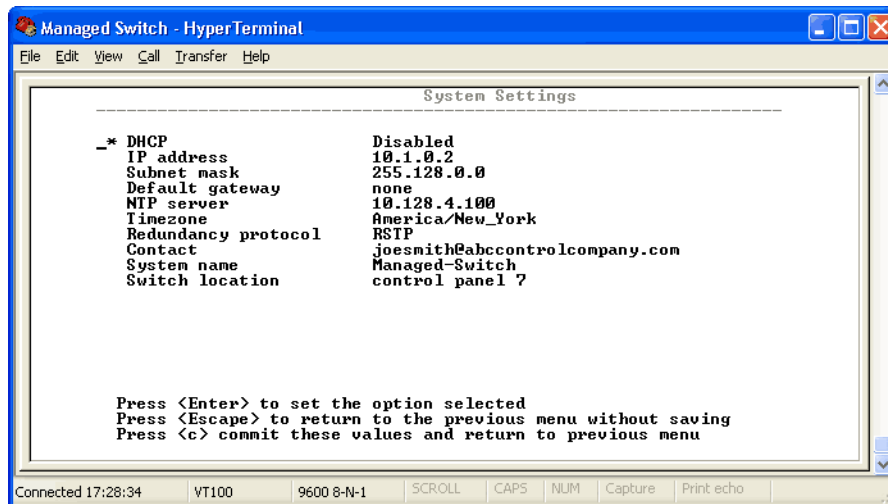 Managed Switch - HyperTerminal
File Edit View Call Transfer Help
System Settings
_* DHCP Disabled
IP address 10.1.0.2
Subnet mask 255.128.0.0
Default gateway none
NTP server 10.128.4.100
Timezone America/New_York
Redundancy protocol RSTP
Contact joesmith@abccontrolcompany.com
System name Managed-Switch
Switch location control panel 7
Press <Enter> to set the option selected
Press <Escape> to return to the previous menu without saving
Press <c> commit these values and return to previous menu
Connected 17:28:34 VT100 9600 8-N-1 SCROLL CAPS NUM Capture Print echo